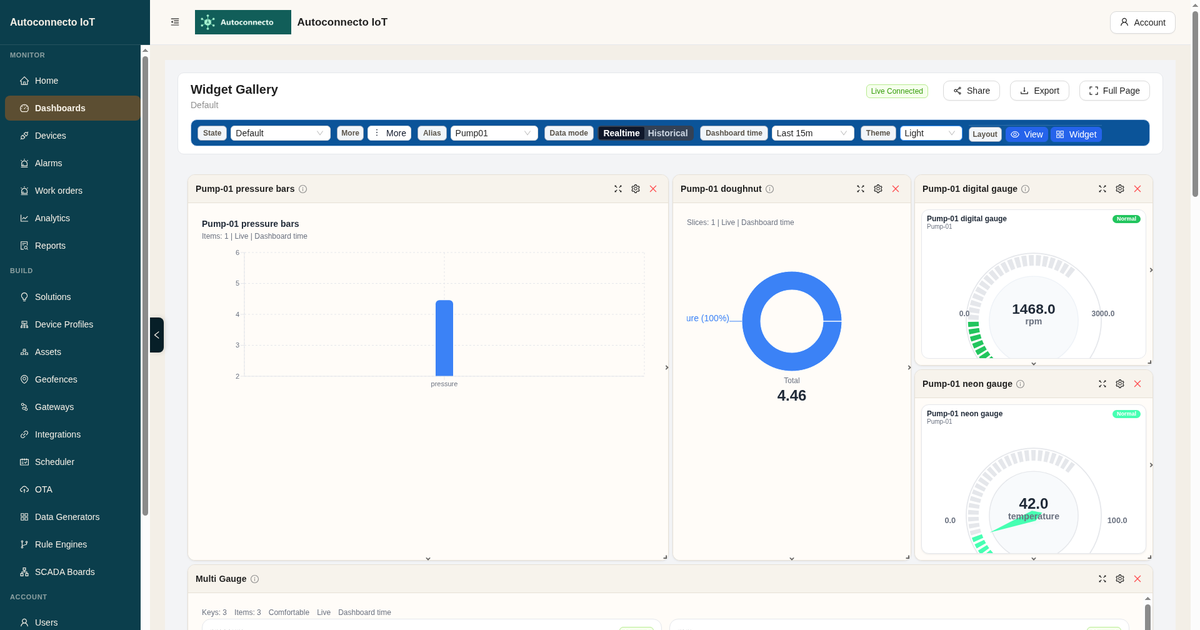 Autoconnecto IoT
MONITOR
Home
Dashboards
Devices
Alarms
Work orders
Analytics
Reports
BUILD
Solutions
Device Profiles
Assets
Geofences
Gateways
Integrations
Scheduler
OTA
Data Generators
Rule Engines
SCADA Boards
ACCOUNT
Users
Autoconnecto
Autoconnecto IoT
Account
Widget Gallery
Default
Live Connected
Share
Export
Full Page
State Default More More Alias Pump01 Data mode Realtime Historical Dashboard time Last 15m Theme Light Layout View Widget
Pump-01 pressure bars
Pump-01 pressure bars
Items: 1 | Live | Dashboard time
6
5
4
3
2
pressure
Pump-01 doughnut
Slices: 1 | Live | Dashboard time
ure (100%)
Total
4.46
Pump-01 digital gauge
Pump-01 digital gauge
Normal
Pump-01
1468.0
rpm
0.0
3000.0
Pump-01 neon gauge
Pump-01 neon gauge
Normal
Pump-01
42.0
temperature
0.0
100.0
Multi Gauge
Keys: 3 Items: 3 Comfortable Live Dashboard time